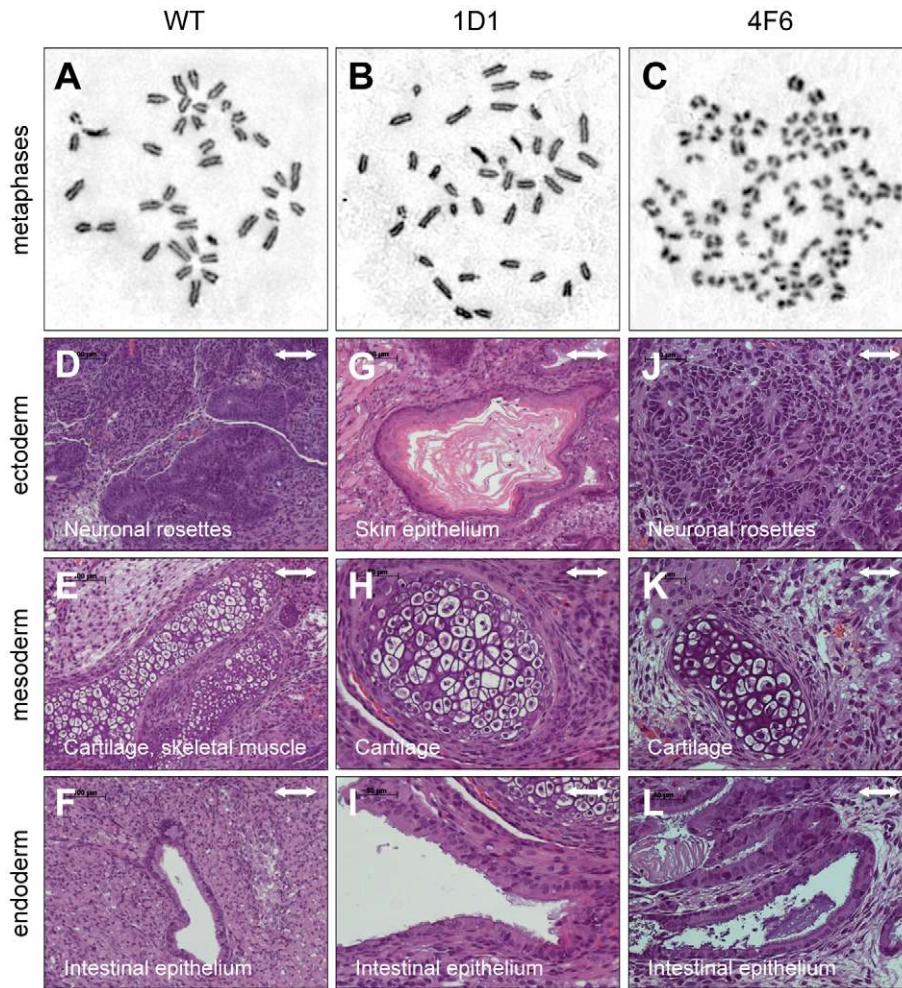 WT 1D1 4F6
metaphases
A B C
ectoderm
D G J
Neuronal rosettes Skin epithelium Neuronal rosettes
mesoderm
E H K
Cartilage, skeletal muscle Cartilage Cartilage
endoderm
F I L
Intestinal epithelium Intestinal epithelium Intestinal epithelium